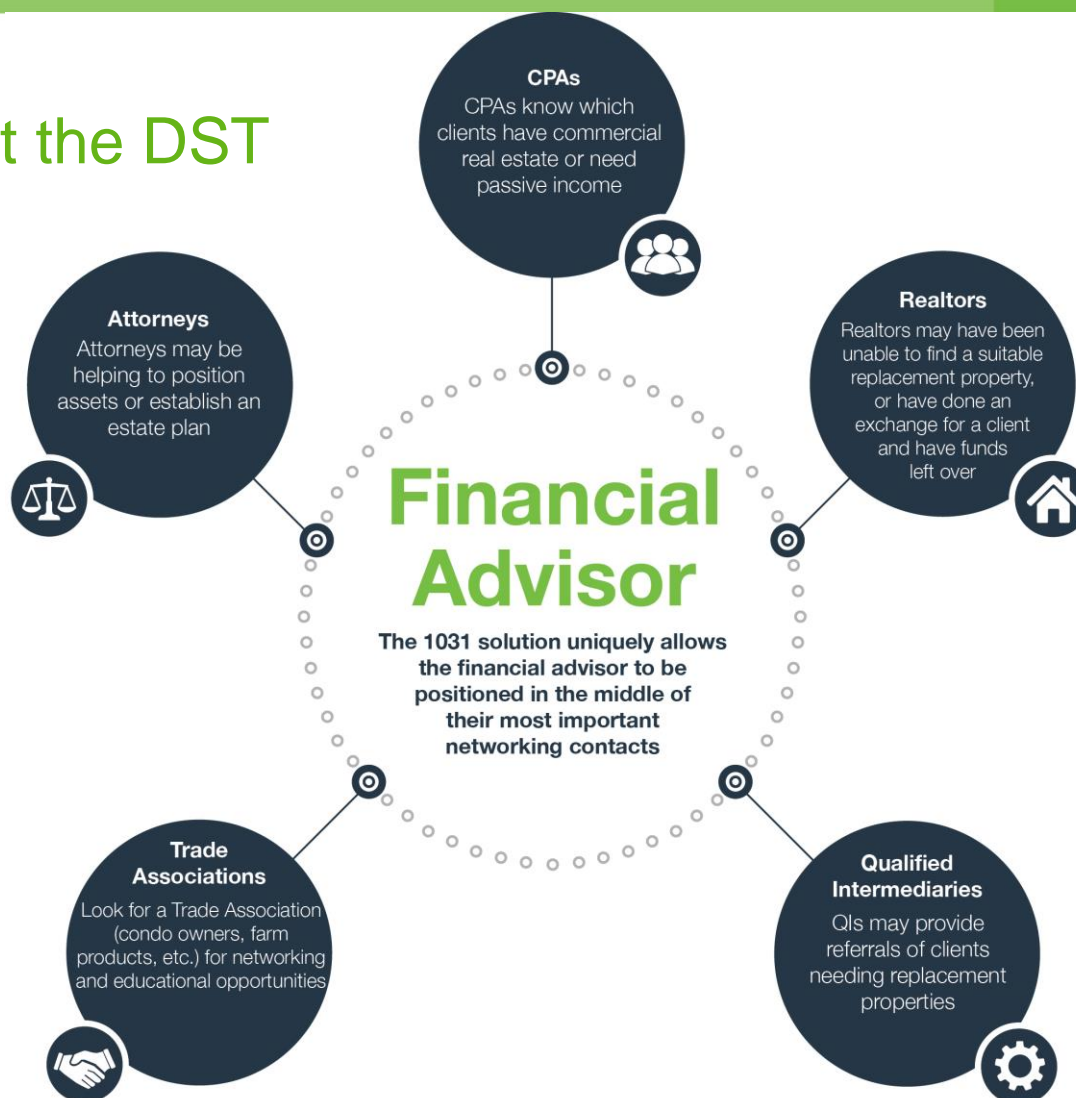 t the DST
CPAs
CPAs know which
clients have commercial
real estate or need
passive income
Attorneys
Attorneys may be
helping to position
assets or establish an
estate plan
Realtors
Realtors may have been
unable to find a suitable
replacement property,
or have done an
exchange for a client
and have funds
left over
Financial
Advisor
The 1031 solution uniquely allows
the financial advisor to be
positioned in the middle of
their most important
networking contacts
Trade
Associations
Look for a Trade Association
(condo owners, farm
products, etc.) for networking
and educational opportunities
Qualified
Intermediaries
QIs may provide
referrals of clients
needing replacement
properties